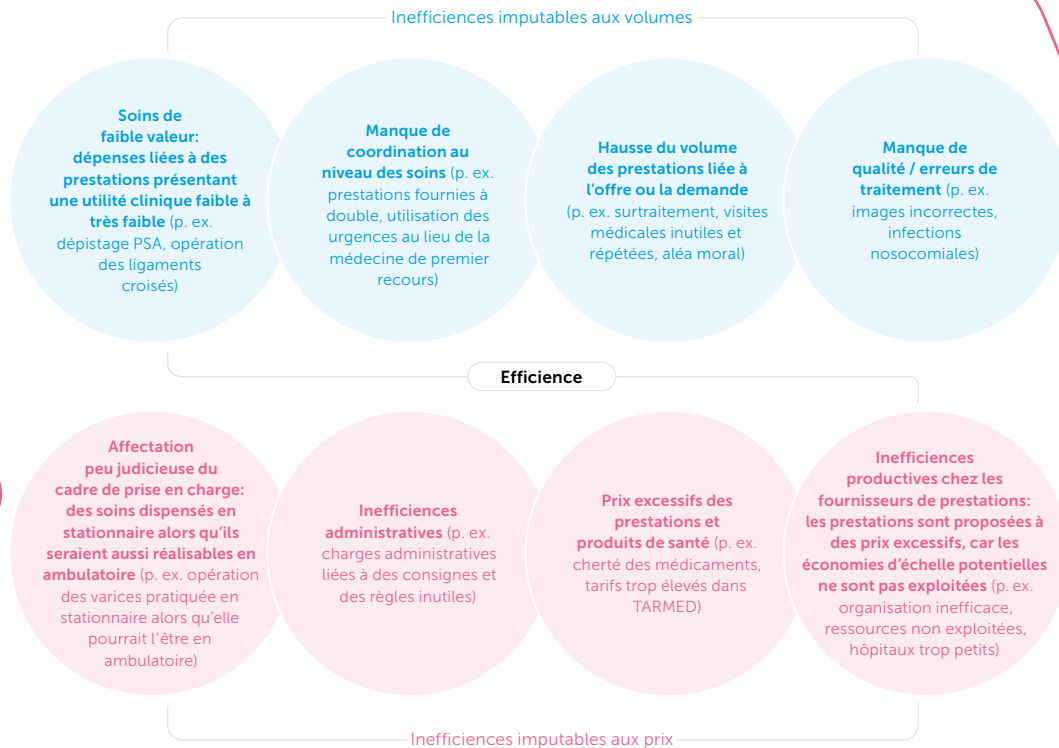 Inefficiences imputables aux volumes
Soins de
faible valeur:
dépenses liées à des
prestations présentant
une utilité clinique faible à
très faible (p. ex.
dépistage PSA, opération
des ligaments
croisés)
Manque de
coordination au
niveau des soins (p. ex.
prestations fournies à
double, utilisation des
urgences au lieu de la
médecine de premier
recours)
Hausse du volume
des prestations liée à
l’offre ou la demande
(p. ex. surtraitement, visites
médicales inutiles et
répétées, aléa moral)
Manque de
qualité / erreurs de
traitement (p. ex.
images incorrectes,
infections
nosocomiales)
Efficience
Affectation
peu judicieuse du
cadre de prise en charge:
des soins dispensés en
stationnaire alors qu’ils
seraient aussi réalisables en
ambulatoire (p. ex. opération
des varices pratiquée en
stationnaire alors qu’elle
pourrait l’être en
ambulatoire)
Inefficiences
administratives (p. ex.
charges administratives
liées à des consignes et
des règles inutiles)
Prix excessifs des
prestations et
produits de santé (p. ex.
cherté des médicaments,
tarifs trop élevés dans
TARMED)
Inefficiences
productives chez les
fournisseurs de prestations:
les prestations sont proposées à
des prix excessifs, car les
économies d’échelle potentielles
ne sont pas exploitées (p. ex.
organisation inefficace,
ressources non exploitées,
hôpitaux trop petits)
Inefficiences imputables aux prix